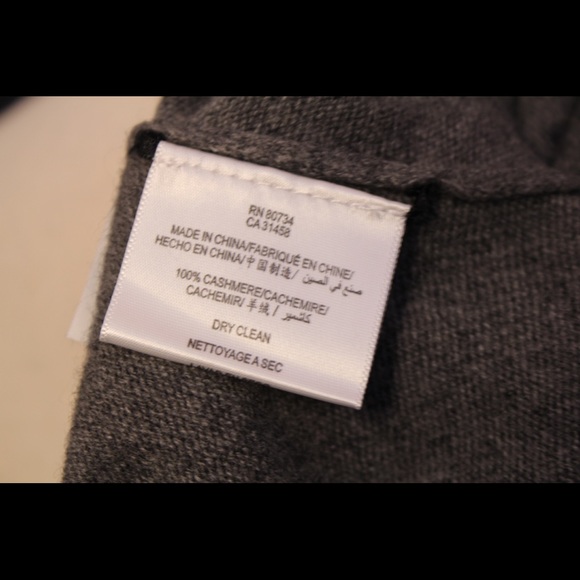 RN 80734
CA 31458
MADE IN CHINA/FABRIQUÉ EN CHINE/
HECHO EN CHINA/中国制造/ صنع في الصين
100% CASHMERE/CACHEMIRE/
CACHEMIR/羊绒/ كاشمير
DRY CLEAN
NETTOYAGE A SEC